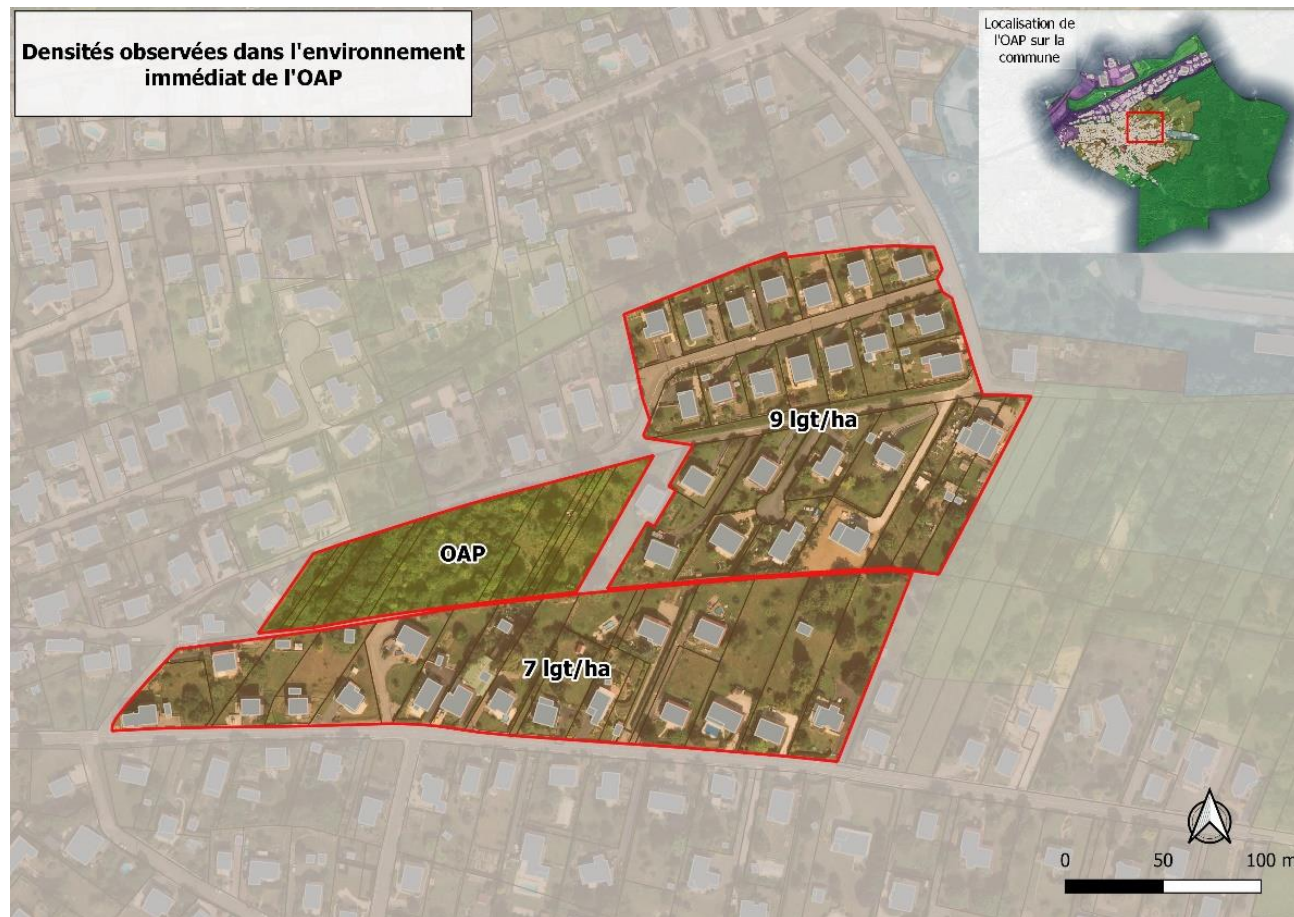 Densités observées dans l'environnement
immédiat de l'OAP
Localisation de
l'OAP sur la
commune
9 lgt/ha
OAP
7 lgt/ha
0 50 100 m